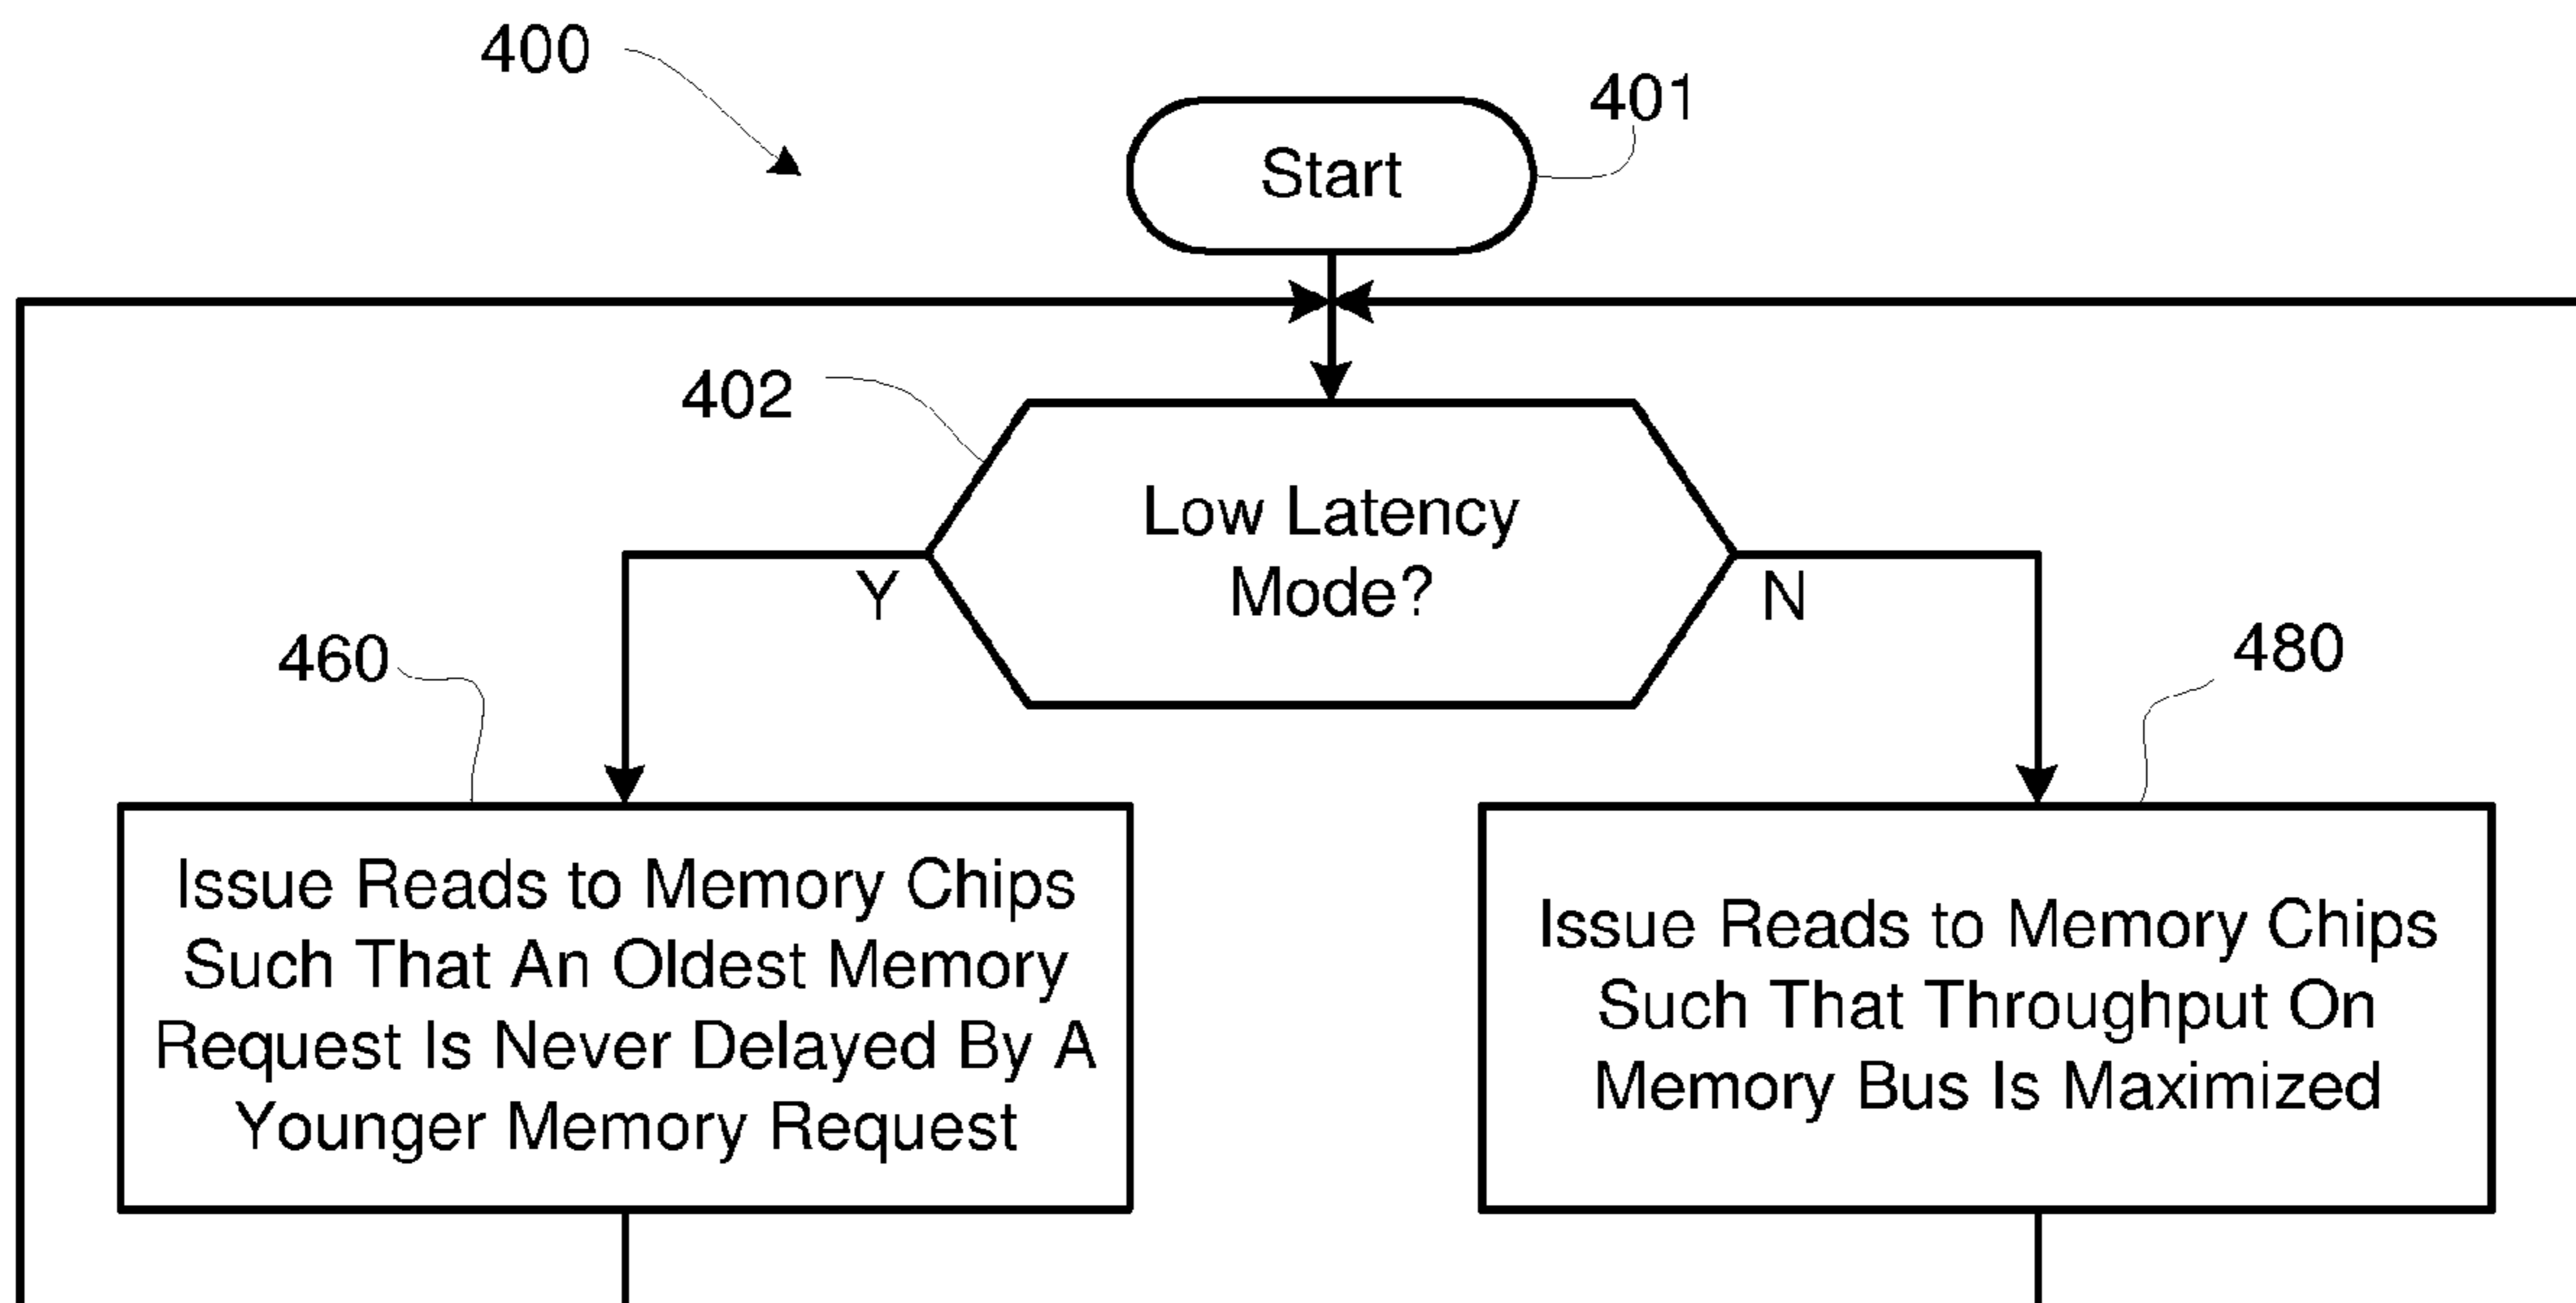 400
401
Start
402
Low Latency
Mode?
Y
N
460
480
Issue Reads to Memory Chips
Such That An Oldest Memory
Request Is Never Delayed By A
Younger Memory Request
Issue Reads to Memory Chips
Such That Throughput On
Memory Bus Is Maximized